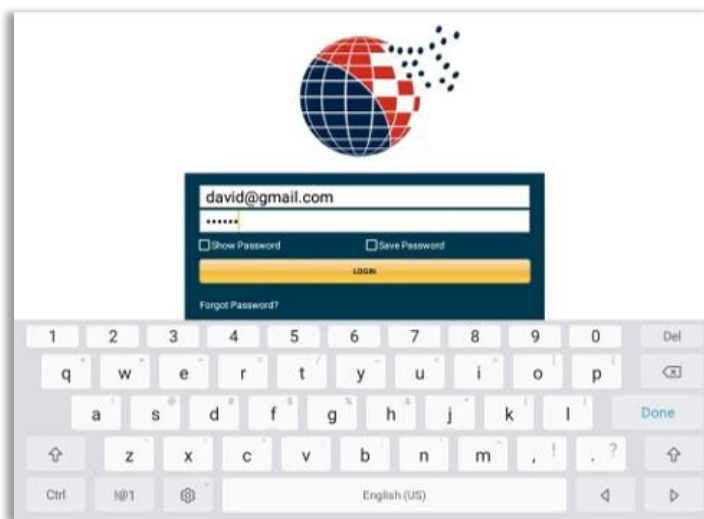 david@gmail.com
••••••
Show Password Save Password
LOGIN
Forgot Password?
1 2 3 4 5 6 7 8 9 0 Del
q w e r t y u i o p
a s d f g h j k l Done
z x c v b n m , ! . ?
Ctrl !@1 English (US)